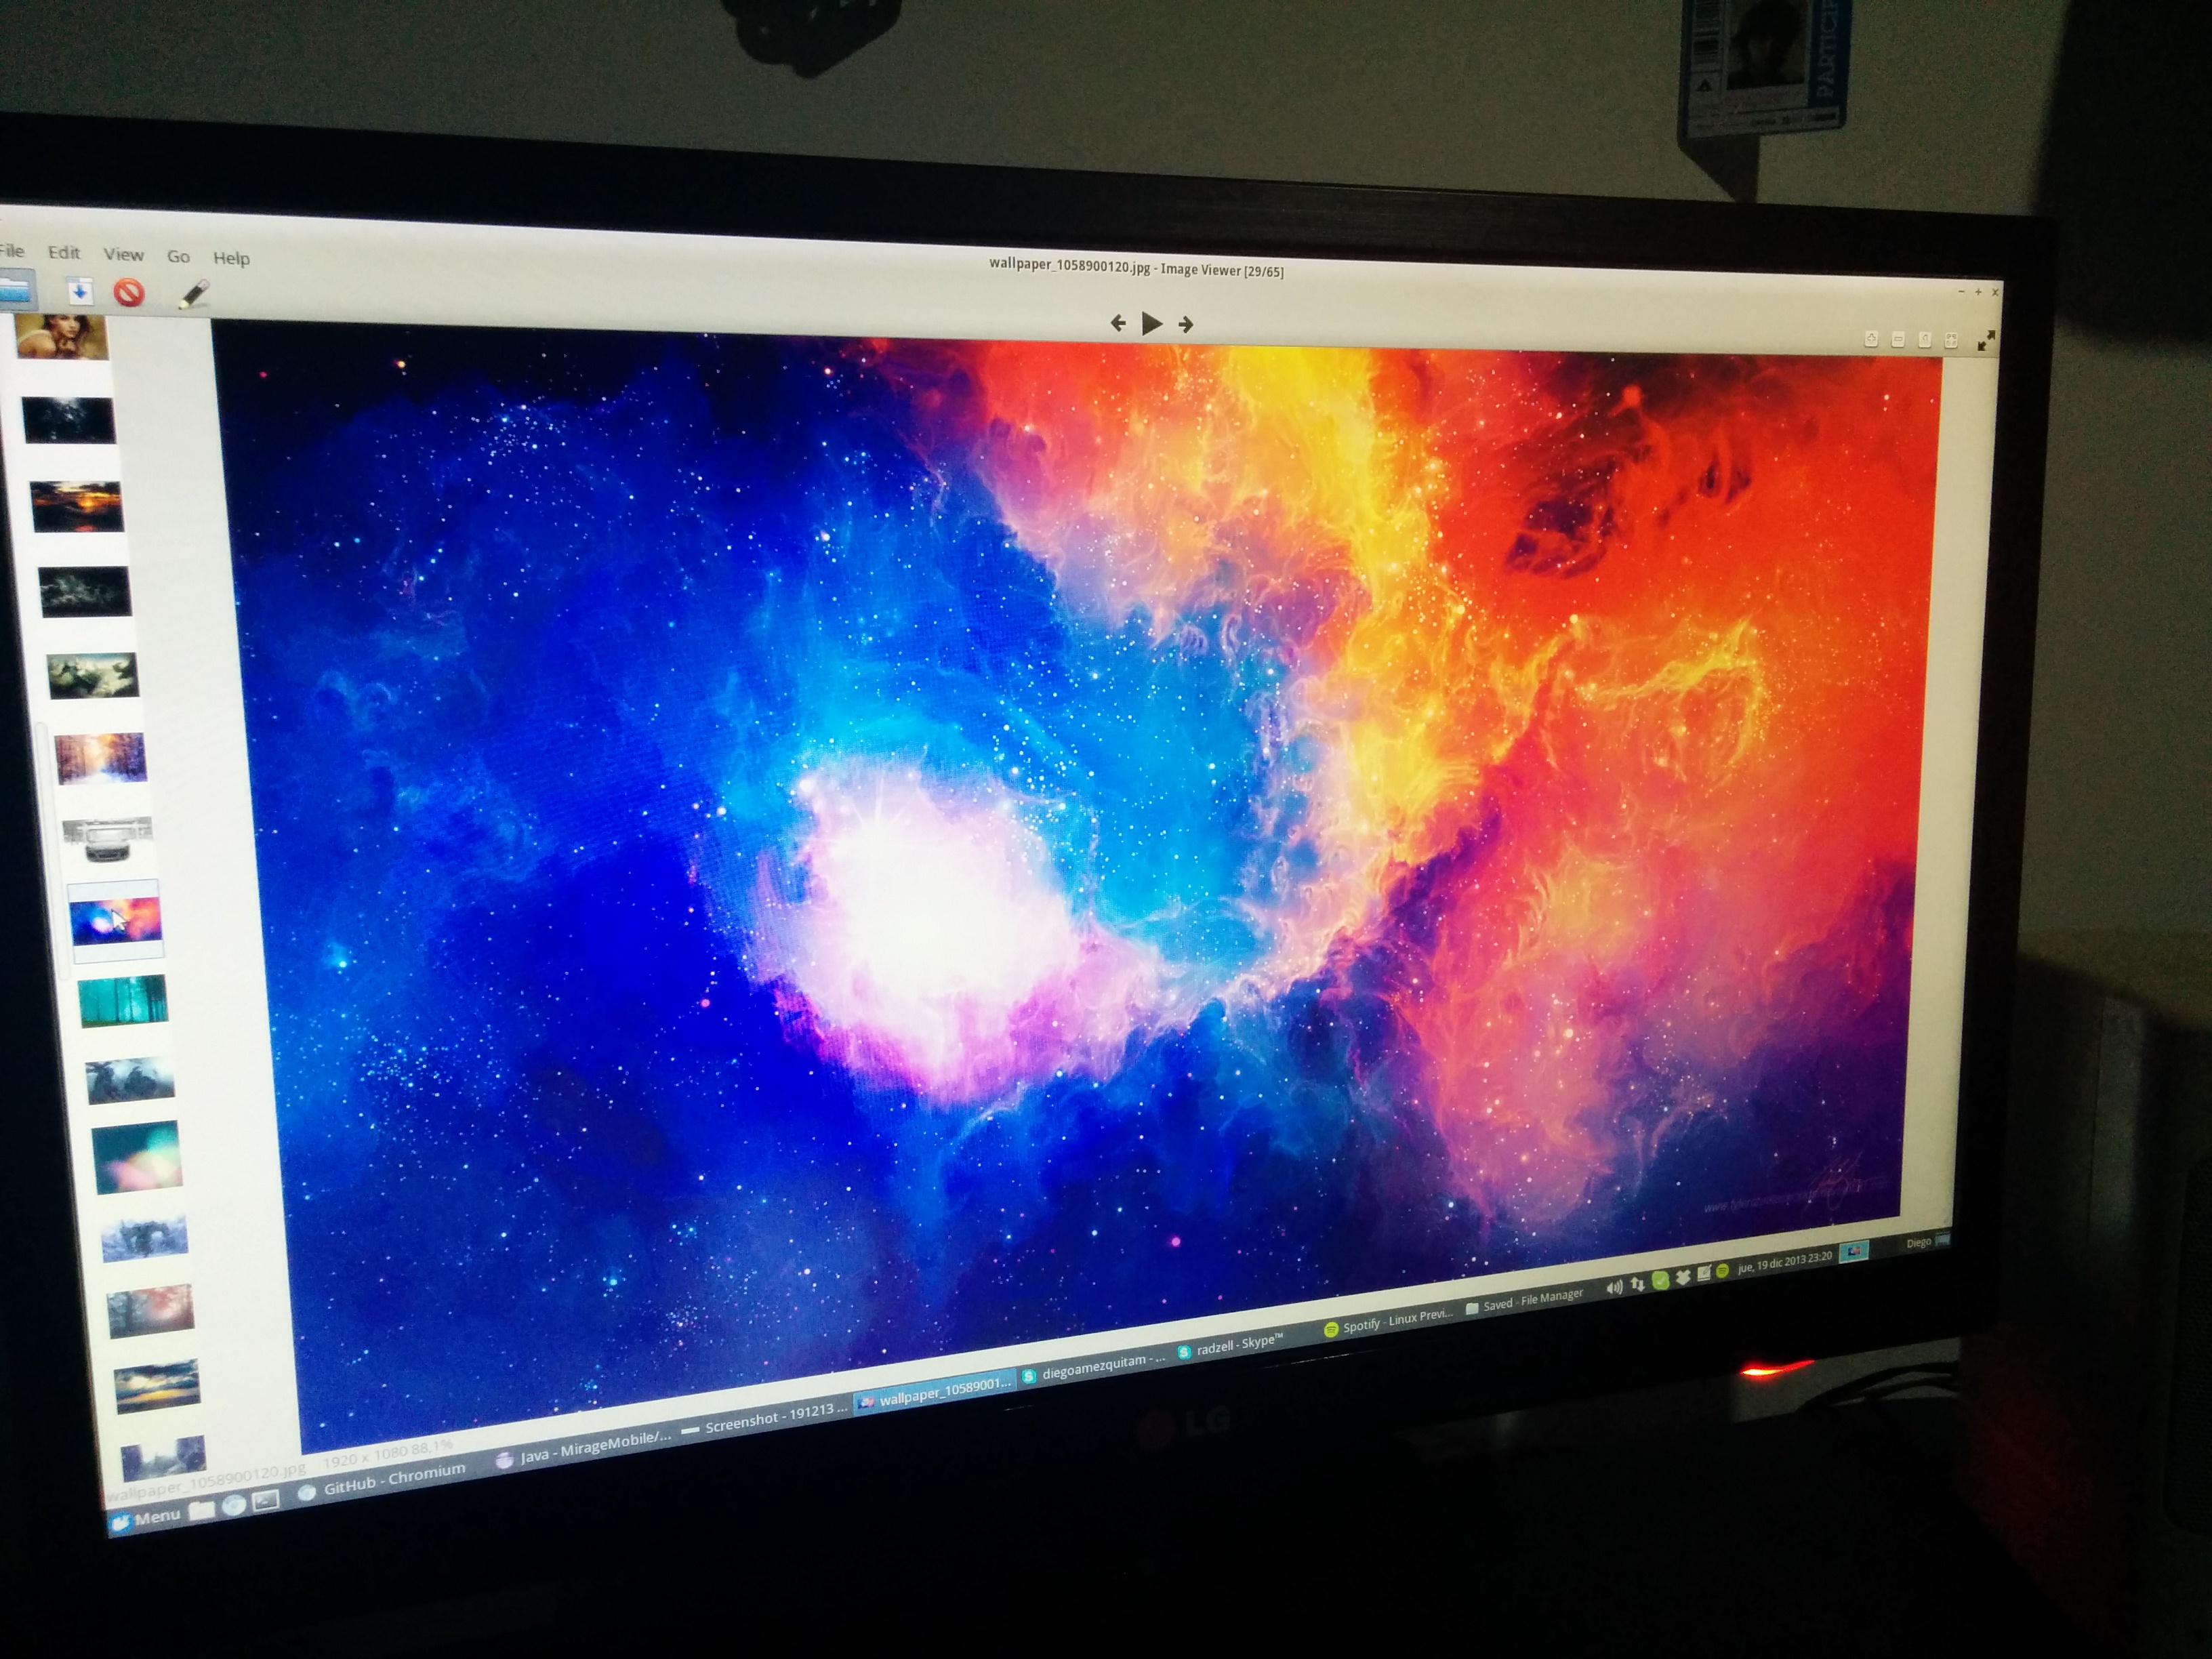 PARTICIP
File Edit View Go Help
wallpaper_1058900120.jpg - Image Viewer [29/65]
wallpaper_1058900120.jpg 1920 x 1080 88,1%
Menu
GitHub - Chromium
Java - MirageMobile/...
Screenshot - 191213 ...
wallpaper_10589001...
diegoamezquitam - ...
radzell - Skype™
Spotify - Linux Previ...
Saved - File Manager
jue, 19 dic 2013 23:20
Diego
LG